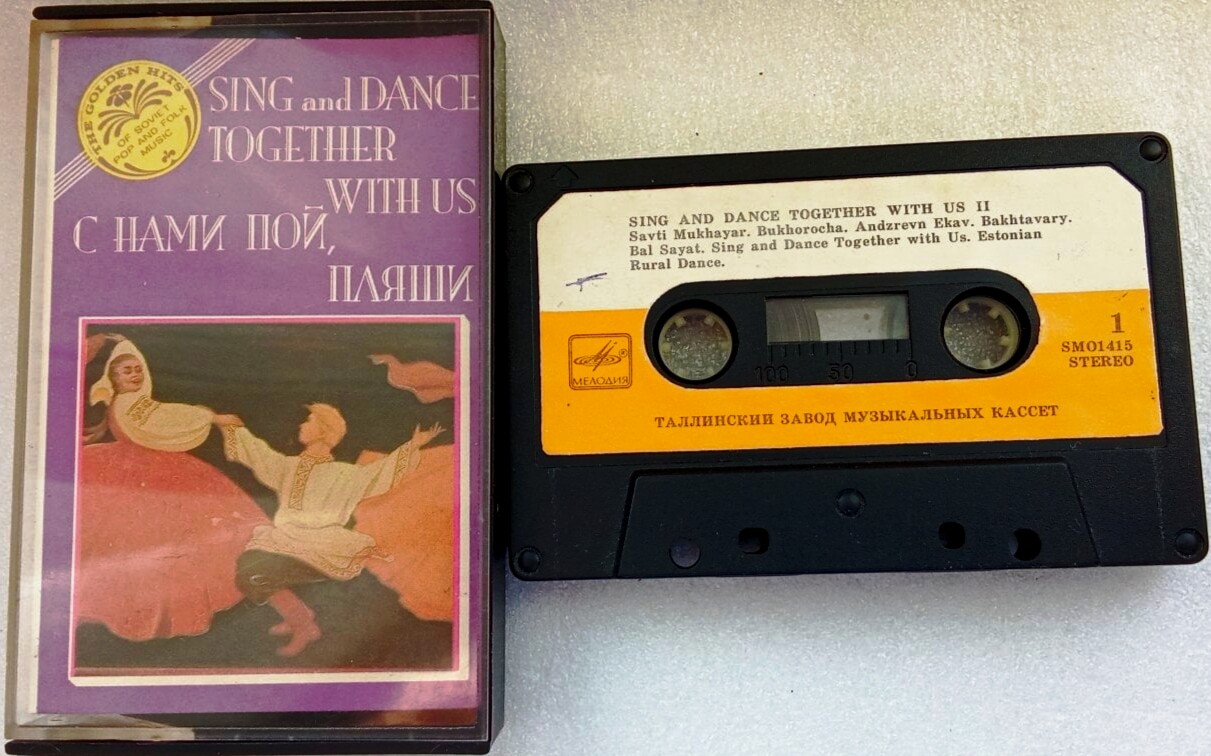 THE GOLDEN HITS
OF SOVIET
POP AND FOLK
MUSIC
SING and DANCE
TOGETHER
WITH US
С НАМИ ПОЙ,
ПЛЯШИ
SING AND DANCE TOGETHER WITH US II
Savti Mukhayar. Bukhorocha. Andzrevn Ekav. Bakhtavary.
Bal Sayat. Sing and Dance Together with Us. Estonian
Rural Dance.
МЕЛОДИЯ
1
SM01415
STEREO
100 50 0
ТАЛЛИНСКИЙ ЗАВОД МУЗЫКАЛЬНЫХ КАССЕТ